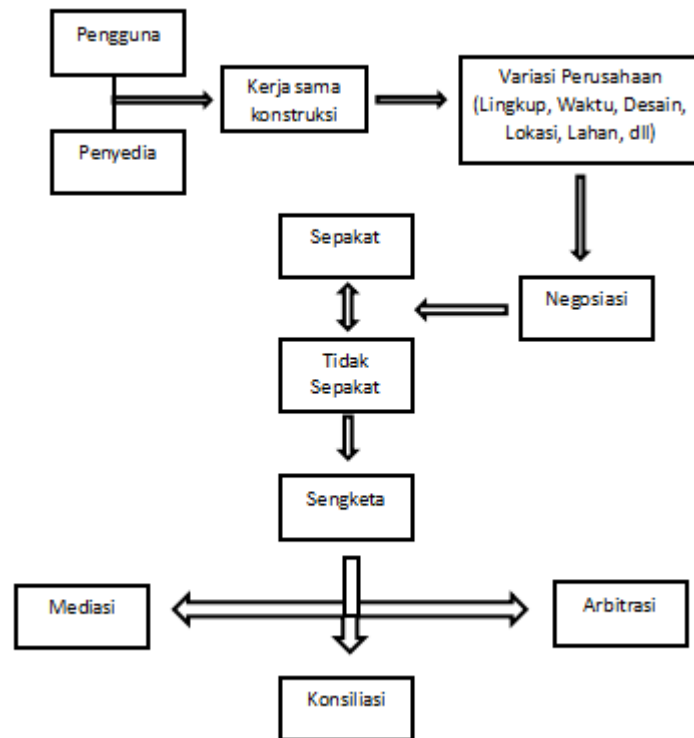 Pengguna
Penyedia
Kerja sama
konstruksi
Variasi Perusahaan
(Lingkup, Waktu, Desain,
Lokasi, Lahan, dll)
Sepakat
Negosiasi
Tidak
Sepakat
Sengketa
Mediasi
Arbitrasi
Konsiliasi